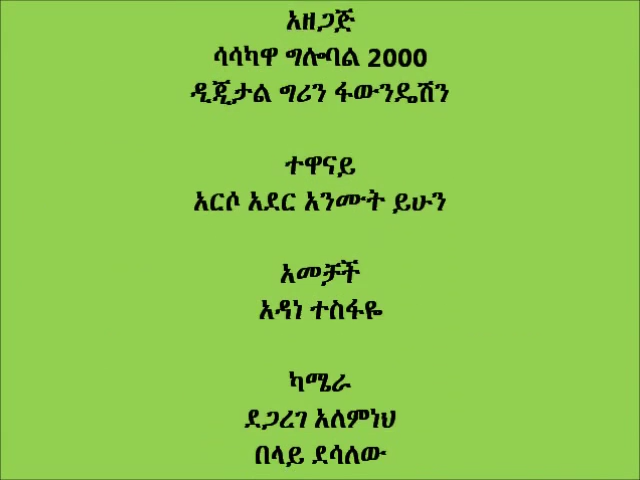 አዘጋጅ
ሳሳካዋ ግሎባል 2000
ዲጂታል ግሪን ፋውንዴሽን
ተዋናይ
አርሶ አደር አንሙት ይሁን
አመቻች
አዳነ ተስፋዬ
ካሜራ
ደጋረገ አለምነህ
በላይ ደሳለው